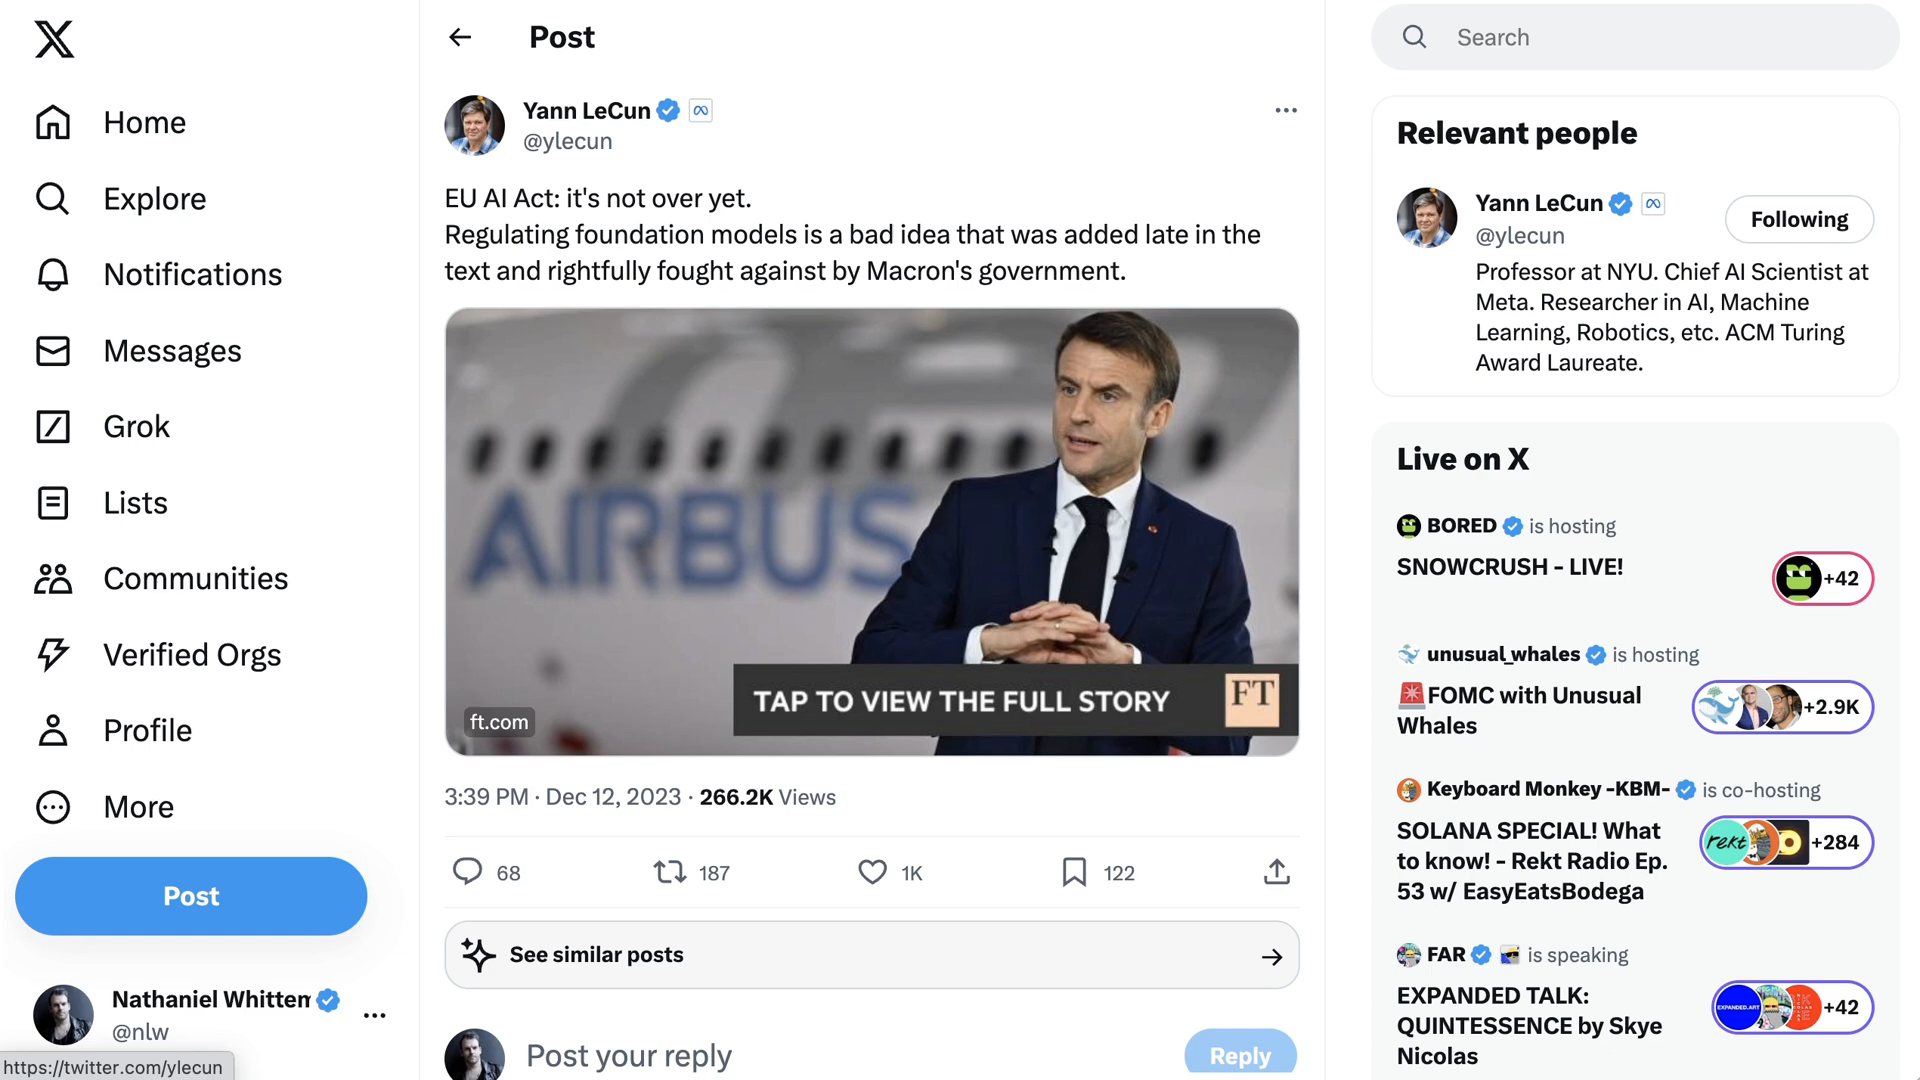 Home
Explore
Notifications
Messages
Grok
Lists
Communities
Verified Orgs
Profile
More
Post
Nathaniel Whitten
@nlw
https://twitter.com/ylecun
Post
Yann LeCun
@ylecun
EU AI Act: it's not over yet.
Regulating foundation models is a bad idea that was added late in the
text and rightfully fought against by Macron's government.
AIRBUS
TAP TO VIEW THE FULL STORY
FT
ft.com
3:39 PM · Dec 12, 2023 · 266.2K Views
68
187
1K
122
See similar posts
Post your reply
Reply
Search
Relevant people
Yann LeCun
@ylecun
Following
Professor at NYU. Chief AI Scientist at
Meta. Researcher in AI, Machine
Learning, Robotics, etc. ACM Turing
Award Laureate.
Live on X
BORED is hosting
SNOWCRUSH - LIVE!
+42
unusual_whales is hosting
🚨FOMC with Unusual
Whales
+2.9K
Keyboard Monkey -KBM- is co-hosting
SOLANA SPECIAL! What
to know! - Rekt Radio Ep.
53 w/ EasyEatsBodega
rekt
+284
FAR is speaking
EXPANDED TALK:
QUINTESSENCE by Skye
Nicolas
EXPANDED.ART
+42